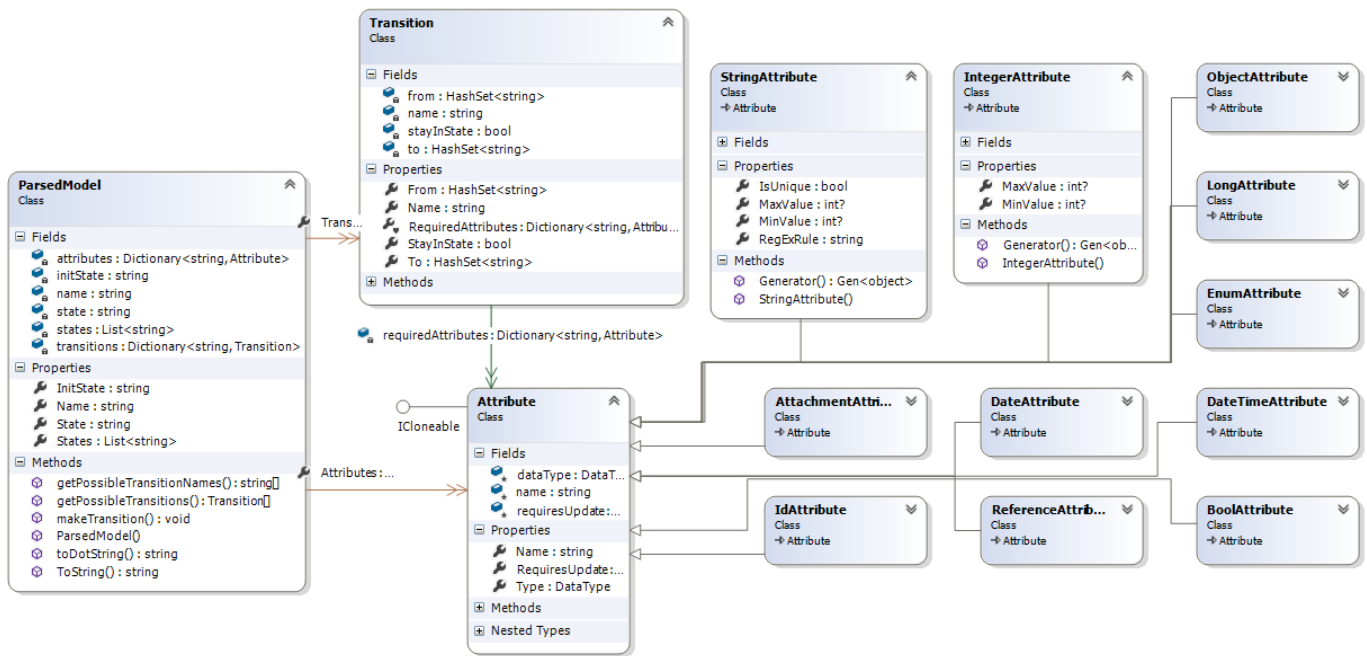 Transition
Class
Fields
from : HashSet<string>
name : string
stayInState : bool
to : HashSet<string>
Properties
From : HashSet<string>
Name : string
RequiredAttributes : Dictionary<string, Attribu...
StayInState : bool
To : HashSet<string>
Methods
StringAttribute
Class
Attribute
Fields
Properties
IsUnique : bool
MaxValue : int?
MinValue : int?
RegExRule : string
Methods
Generator() : Gen<object>
StringAttribute()
IntegerAttribute
Class
Attribute
Fields
Properties
MaxValue : int?
MinValue : int?
Methods
Generator() : Gen<ob...
IntegerAttribute()
ObjectAttribute
Class
Attribute
LongAttribute
Class
Attribute
EnumAttribute
Class
Attribute
ParsedModel
Class
Fields
attributes : Dictionary<string, Attribute>
initState : string
name : string
state : string
states : List<string>
transitions : Dictionary<string, Transition>
Properties
InitState : string
Name : string
State : string
States : List<string>
Methods
getPossibleTransitionNames() : string[]
getPossibleTransitions() : Transition[]
makeTransition() : void
ParsedModel()
toDotString() : string
ToString() : string
Trans...
requiredAttributes : Dictionary<string, Attribute>
Attributes :...
ICloneable
Attribute
Class
Fields
dataType : DataT...
name : string
requiresUpdate:...
Properties
Name : string
RequiresUpdate:...
Type : DataType
Methods
Nested Types
AttachmentAttri...
Class
Attribute
DateAttribute
Class
Attribute
DateTimeAttribute
Class
Attribute
IdAttribute
Class
Attribute
ReferenceAttrib...
Class
Attribute
BoolAttribute
Class
Attribute